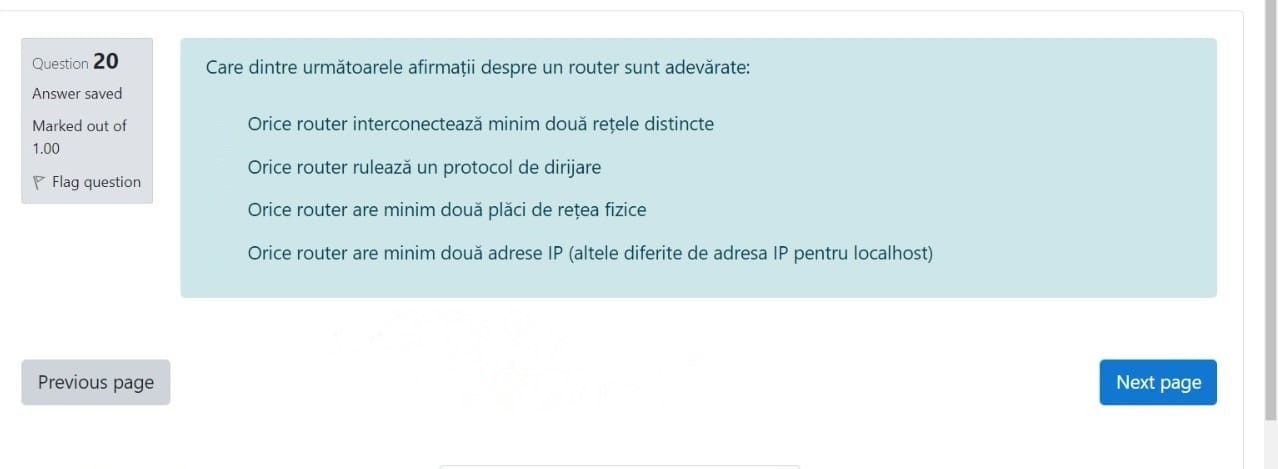 Question 20
Answer saved
Marked out of
1.00
Flag question
Care dintre următoarele afirmații despre un router sunt adevărate:
Orice router interconectează minim două rețele distincte
Orice router rulează un protocol de dirijare
Orice router are minim două plăci de rețea fizice
Orice router are minim două adrese IP (altele diferite de adresa IP pentru localhost)
Previous page
Next page